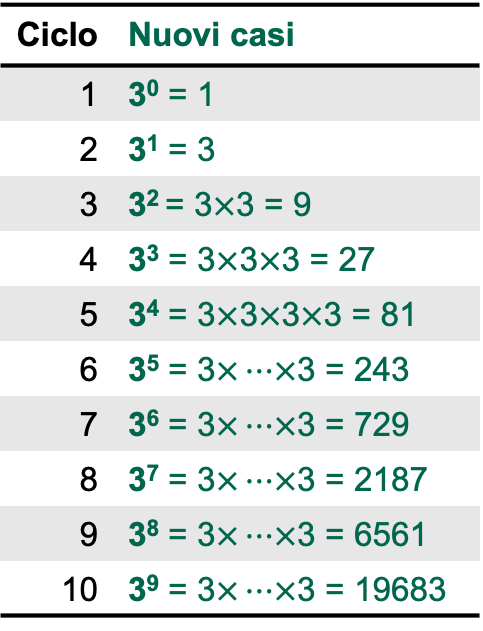 Ciclo Nuovi casi
1 3⁰ = 1
2 3¹ = 3
3 3² = 3×3 = 9
4 3³ = 3×3×3 = 27
5 3⁴ = 3×3×3×3 = 81
6 3⁵ = 3× ⋯×3 = 243
7 3⁶ = 3× ⋯×3 = 729
8 3⁷ = 3× ⋯×3 = 2187
9 3⁸ = 3× ⋯×3 = 6561
10 3⁹ = 3× ⋯×3 = 19683